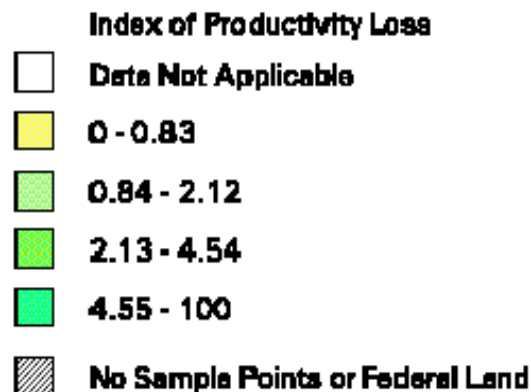 Index of Productivity Loss
Data Not Applicable
0 - 0.83
0.84 - 2.12
2.13 - 4.54
4.55 - 100
No Sample Points or Federal Land